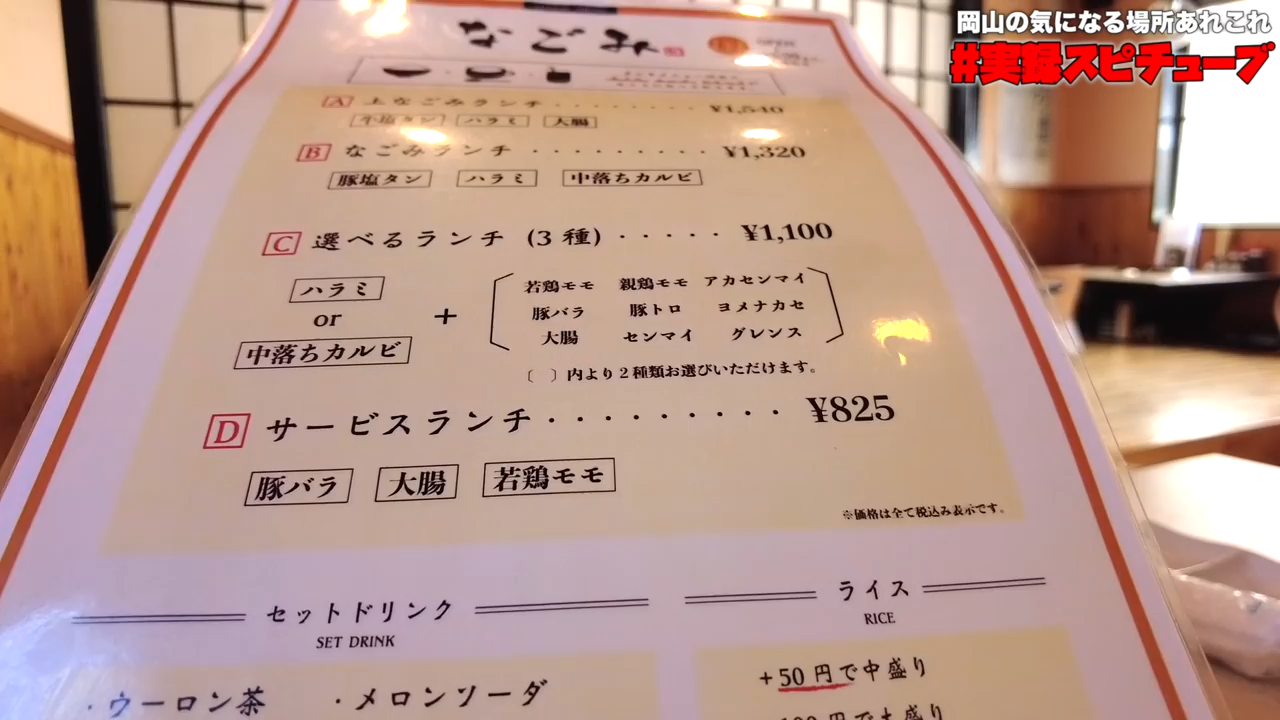 岡山の気になる場所あれこれ
#実録スピチューブ
なごみ
A 上なごみランチ ········· ¥1,540
牛塩タン ハラミ 大腸
B なごみランチ ········· ¥1,320
豚塩タン ハラミ 中落ちカルビ
C 選べるランチ (3種) ····· ¥1,100
ハラミ
or
中落ちカルビ
+
若鶏モモ 親鶏モモ アカセンマイ
豚バラ 豚トロ ヨメナカセ
大腸 センマイ グレンス
〔 〕内より2種類お選びいただけます。
D サービスランチ ········· ¥825
豚バラ 大腸 若鶏モモ
※価格は全て税込み表示です。
セットドリンク
SET DRINK
・ウーロン茶 ・メロンソーダ
ライス
RICE
+50円で中盛り